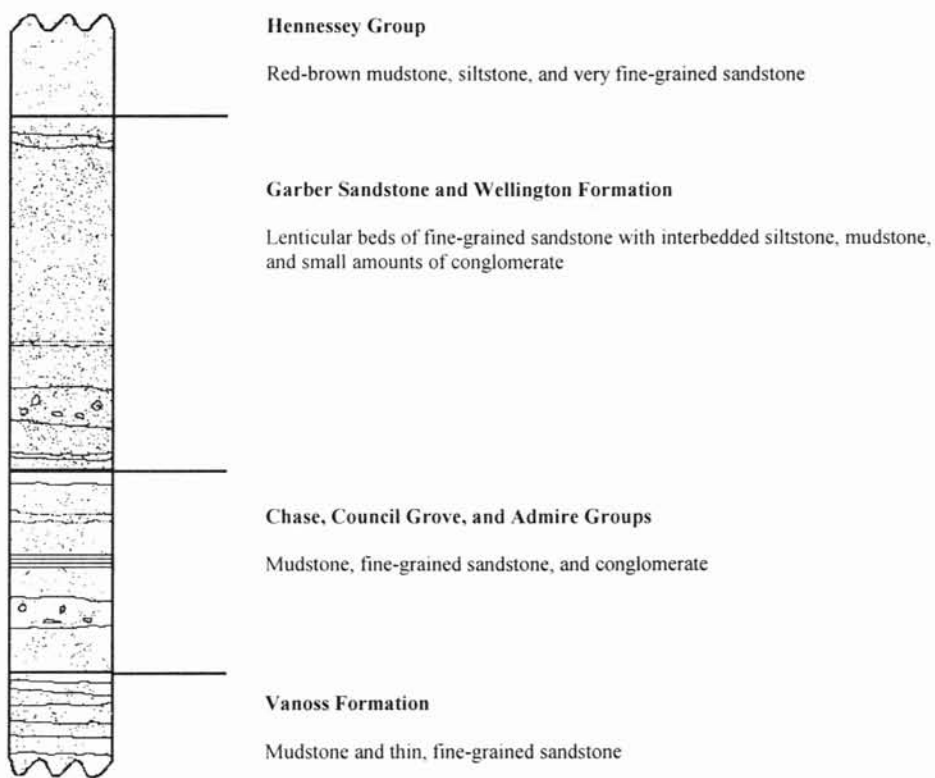 Hennessey Group
Red-brown mudstone, siltstone, and very fine-grained sandstone
Garber Sandstone and Wellington Formation
Lenticular beds of fine-grained sandstone with interbedded siltstone, mudstone,
and small amounts of conglomerate
Chase, Council Grove, and Admire Groups
Mudstone, fine-grained sandstone, and conglomerate
Vanoss Formation
Mudstone and thin, fine-grained sandstone